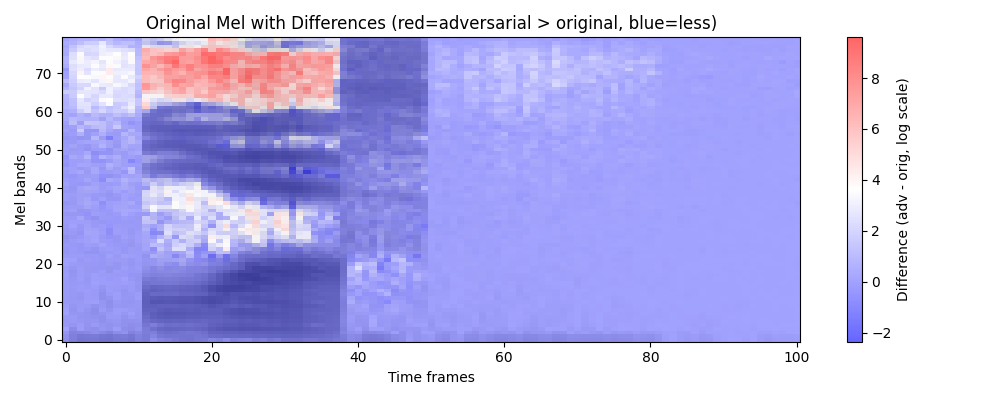 Original Mel with Differences (red=adversarial > original, blue=less)
Mel bands
70
60
50
40
30
20
10
0
0 20 40 60 80 100
Time frames
8
6
4
2
0
−2
Difference (adv - orig, log scale)